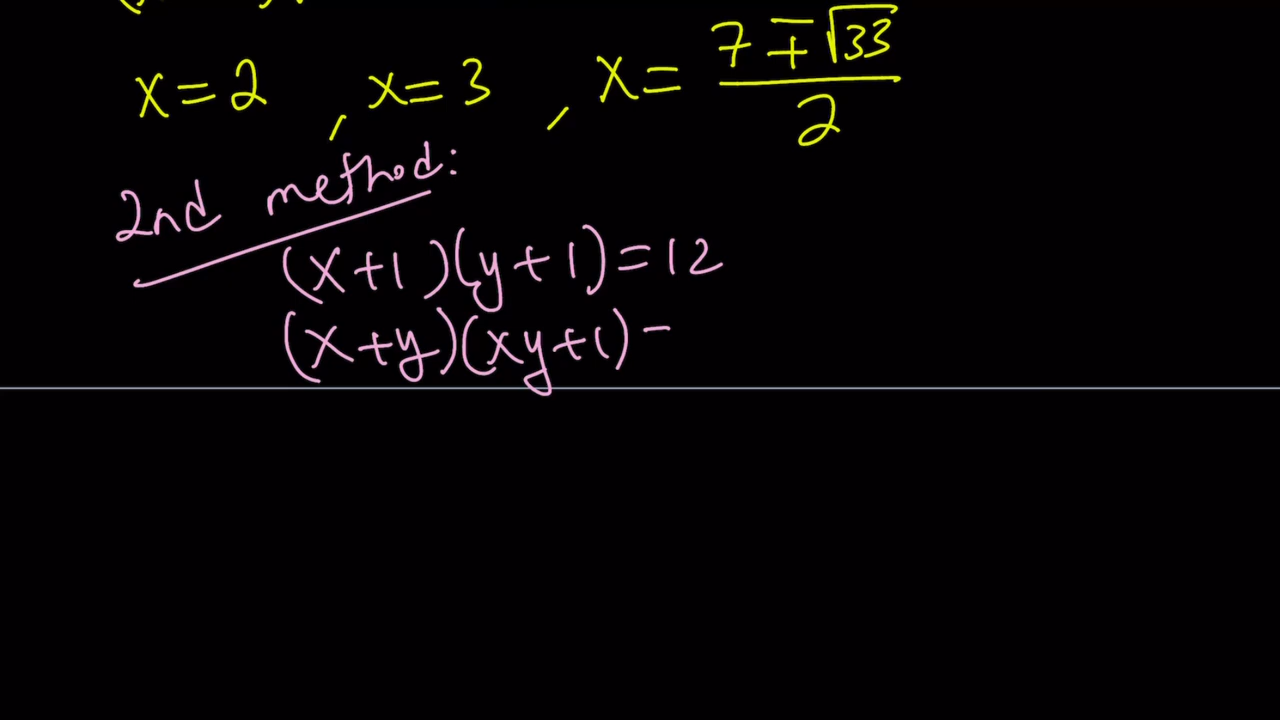 x=2 , x=3 , x= (7 ∓ √33)/2
2nd method:
(x+1)(y+1)=12
(x+y)(xy+1) -